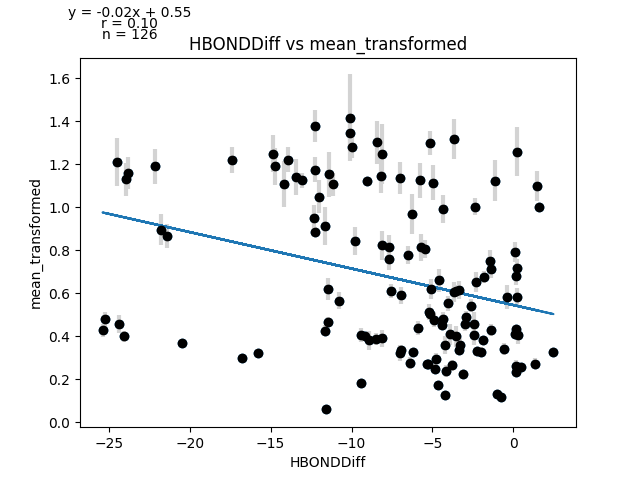 y = -0.02x + 0.55
r = 0.10
n = 126
HBONDDiff vs mean_transformed
1.6
1.4
1.2
1.0
0.8
0.6
0.4
0.2
0.0
mean_transformed
−25 −20 −15 −10 −5 0
HBONDDiff